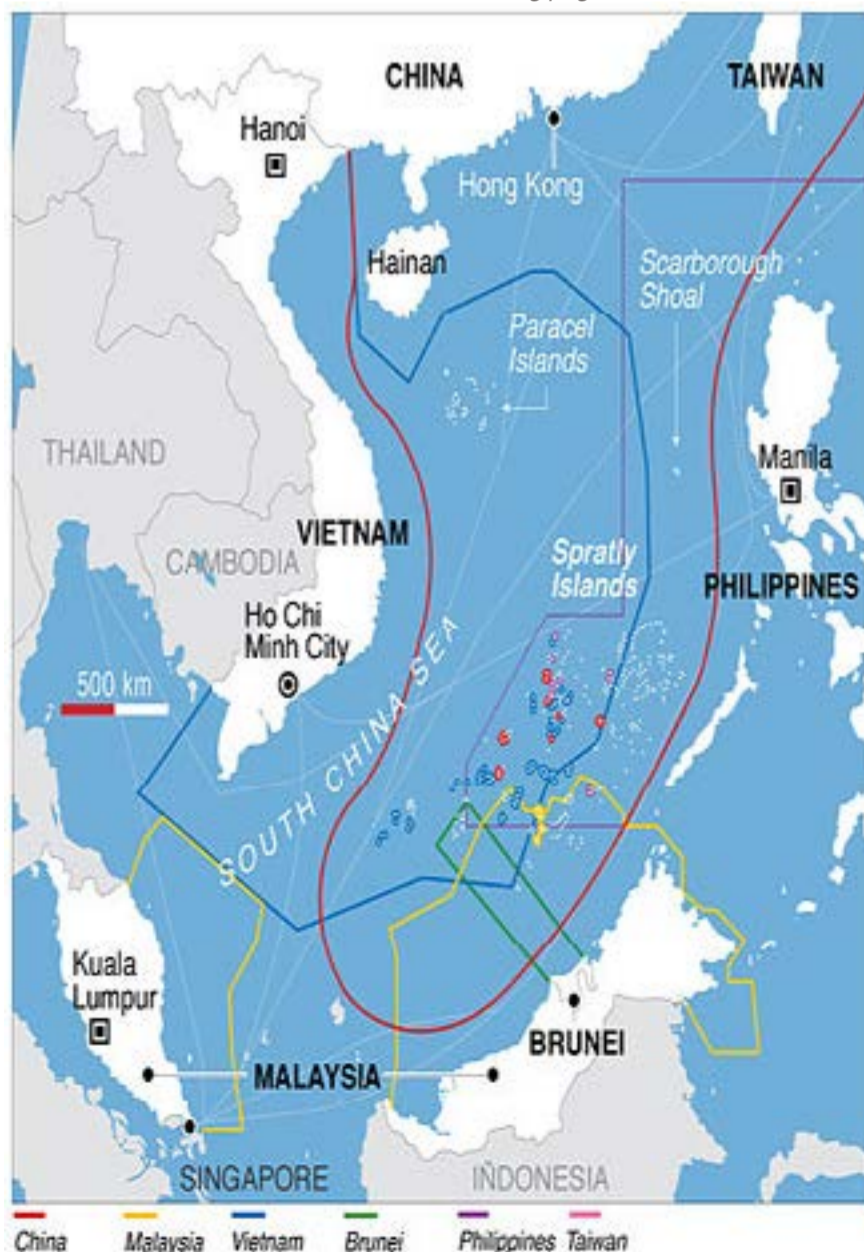 CHINA
TAIWAN
Hanoi
Hong Kong
Hainan
Scarborough
Shoal
Paracel
Islands
THAILAND
Manila
VIETNAM
CAMBODIA
Spratly
Islands
PHILIPPINES
Ho Chi
Minh City
500 km
SOUTH CHINA SEA
Kuala
Lumpur
BRUNEI
MALAYSIA
SINGAPORE
INDONESIA
China
Malaysia
Vietnam
Brunei
Philippines
Taiwan